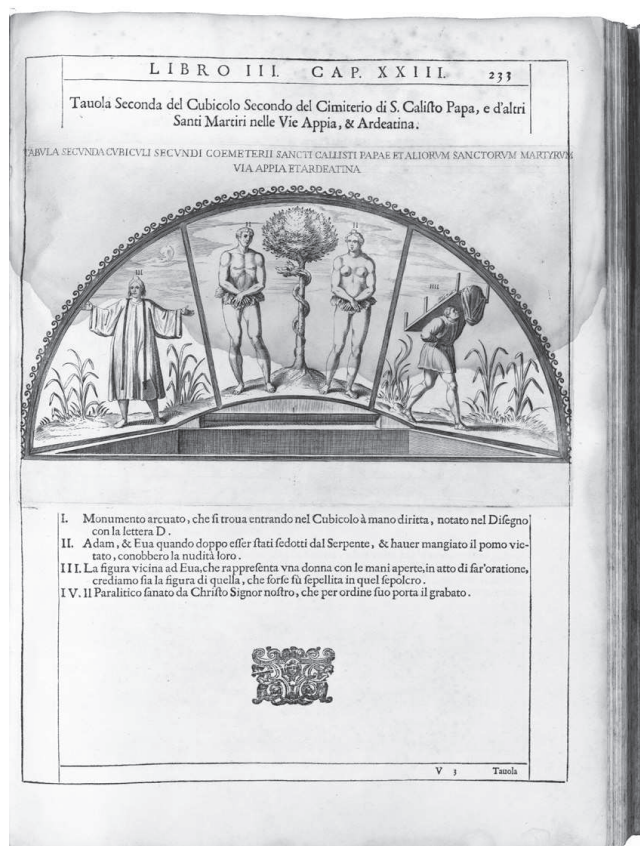 LIBRO III. CAP. XXIII. 233
Tauola Seconda del Cubicolo Secondo del Cimiterio di S. Calisto Papa, e d'altri
Santi Martiri nelle Vie Appia, & Ardeatina.
TABVLA SECVNDA CVBICVLI SECVNDI COEMETERII SANCTI CALLISTI PAPAE ET ALIORVM SANCTORVM MARTYRVM
VIA APPIA ET ARDEATINA
II II
III IIII
I
I. Monumento arcuato, che ſi troua entrando nel Cubicolo à mano diritta, notato nel Diſegno
con la lettera D.
II. Adam, & Eua quando doppo eſſer ſtati ſedotti dal Serpente, & hauer mangiato il pomo vie-
tato, conobbero la nudità loro.
III. La figura vicina ad Eua, che rappreſenta vna donna con le mani aperte, in atto di far'oratione,
crediamo ſia la figura di quella, che forſe fù ſepellita in quel ſepolcro.
IV. Il Paralitico ſanato da Chriſto Signor noſtro, che per ordine ſuo porta il grabato.
V 3 Tauola